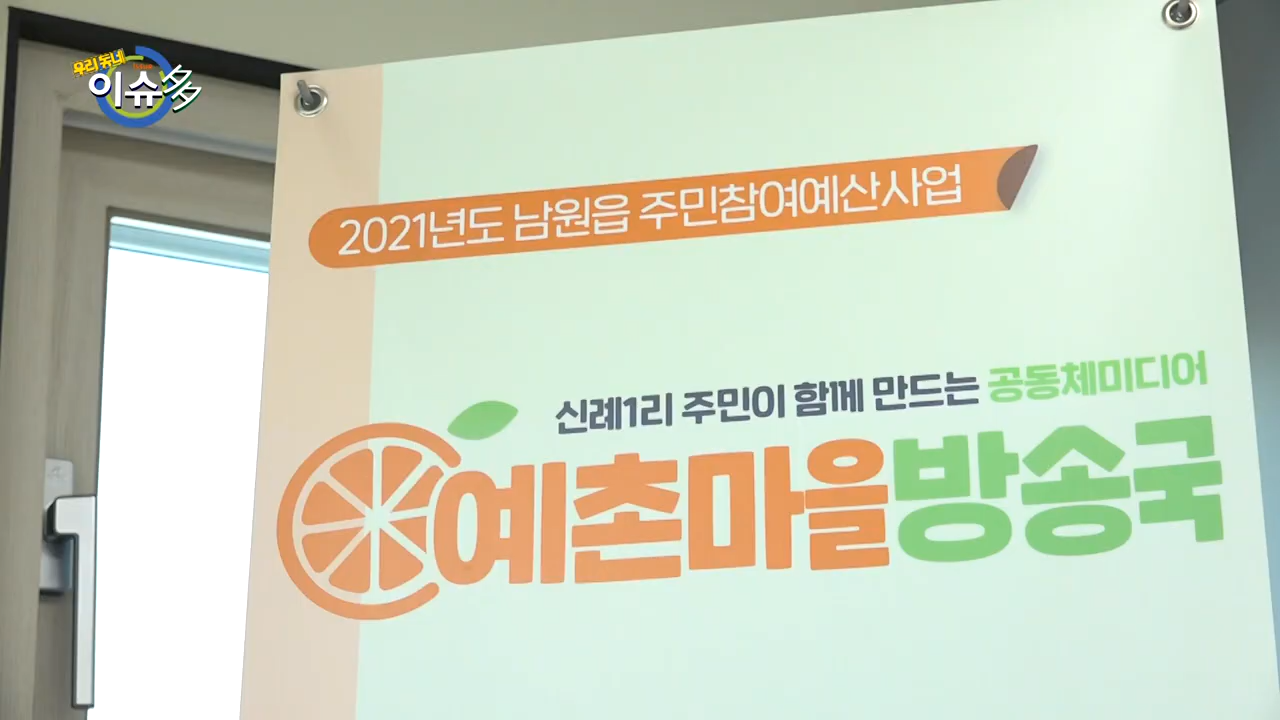 우리동네
이슈多
2021년도 남원읍 주민참여예산사업
신례1리 주민이 함께 만드는 공동체미디어
예촌마을방송국